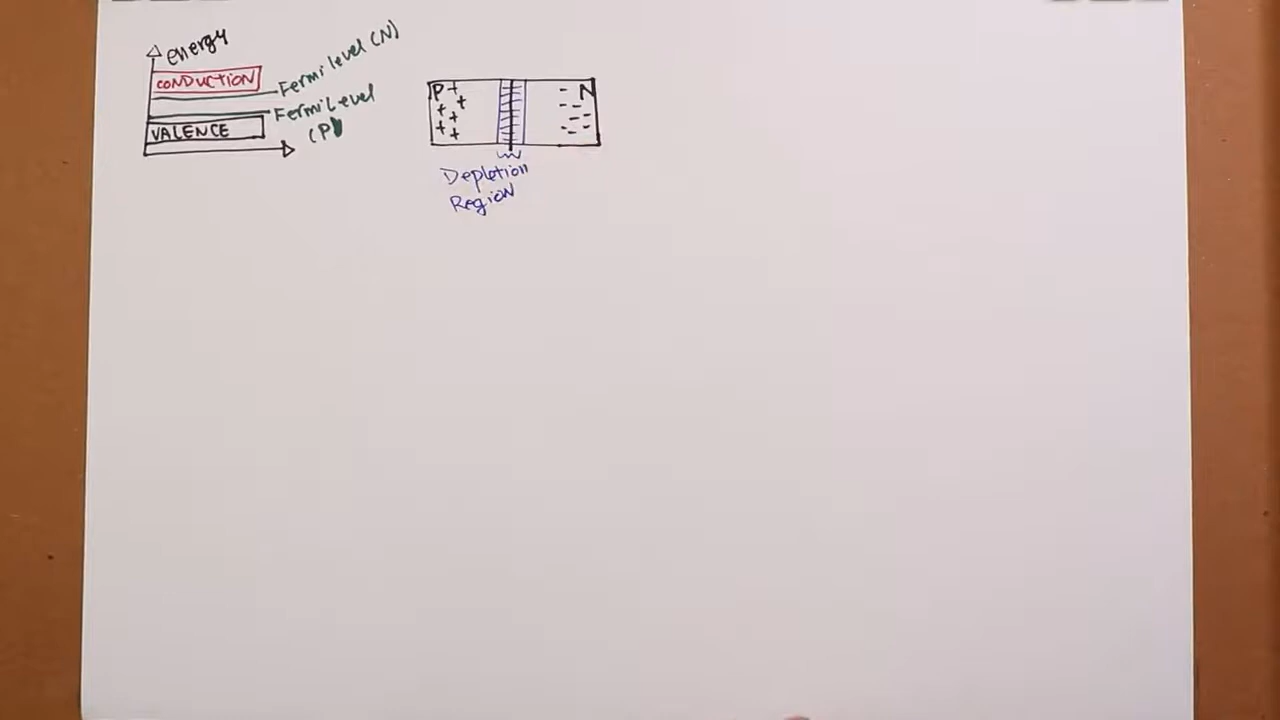 energy
CONDUCTION
Fermi level (N)
Fermi Level
(P)
VALENCE
P + N
Depletion
Region